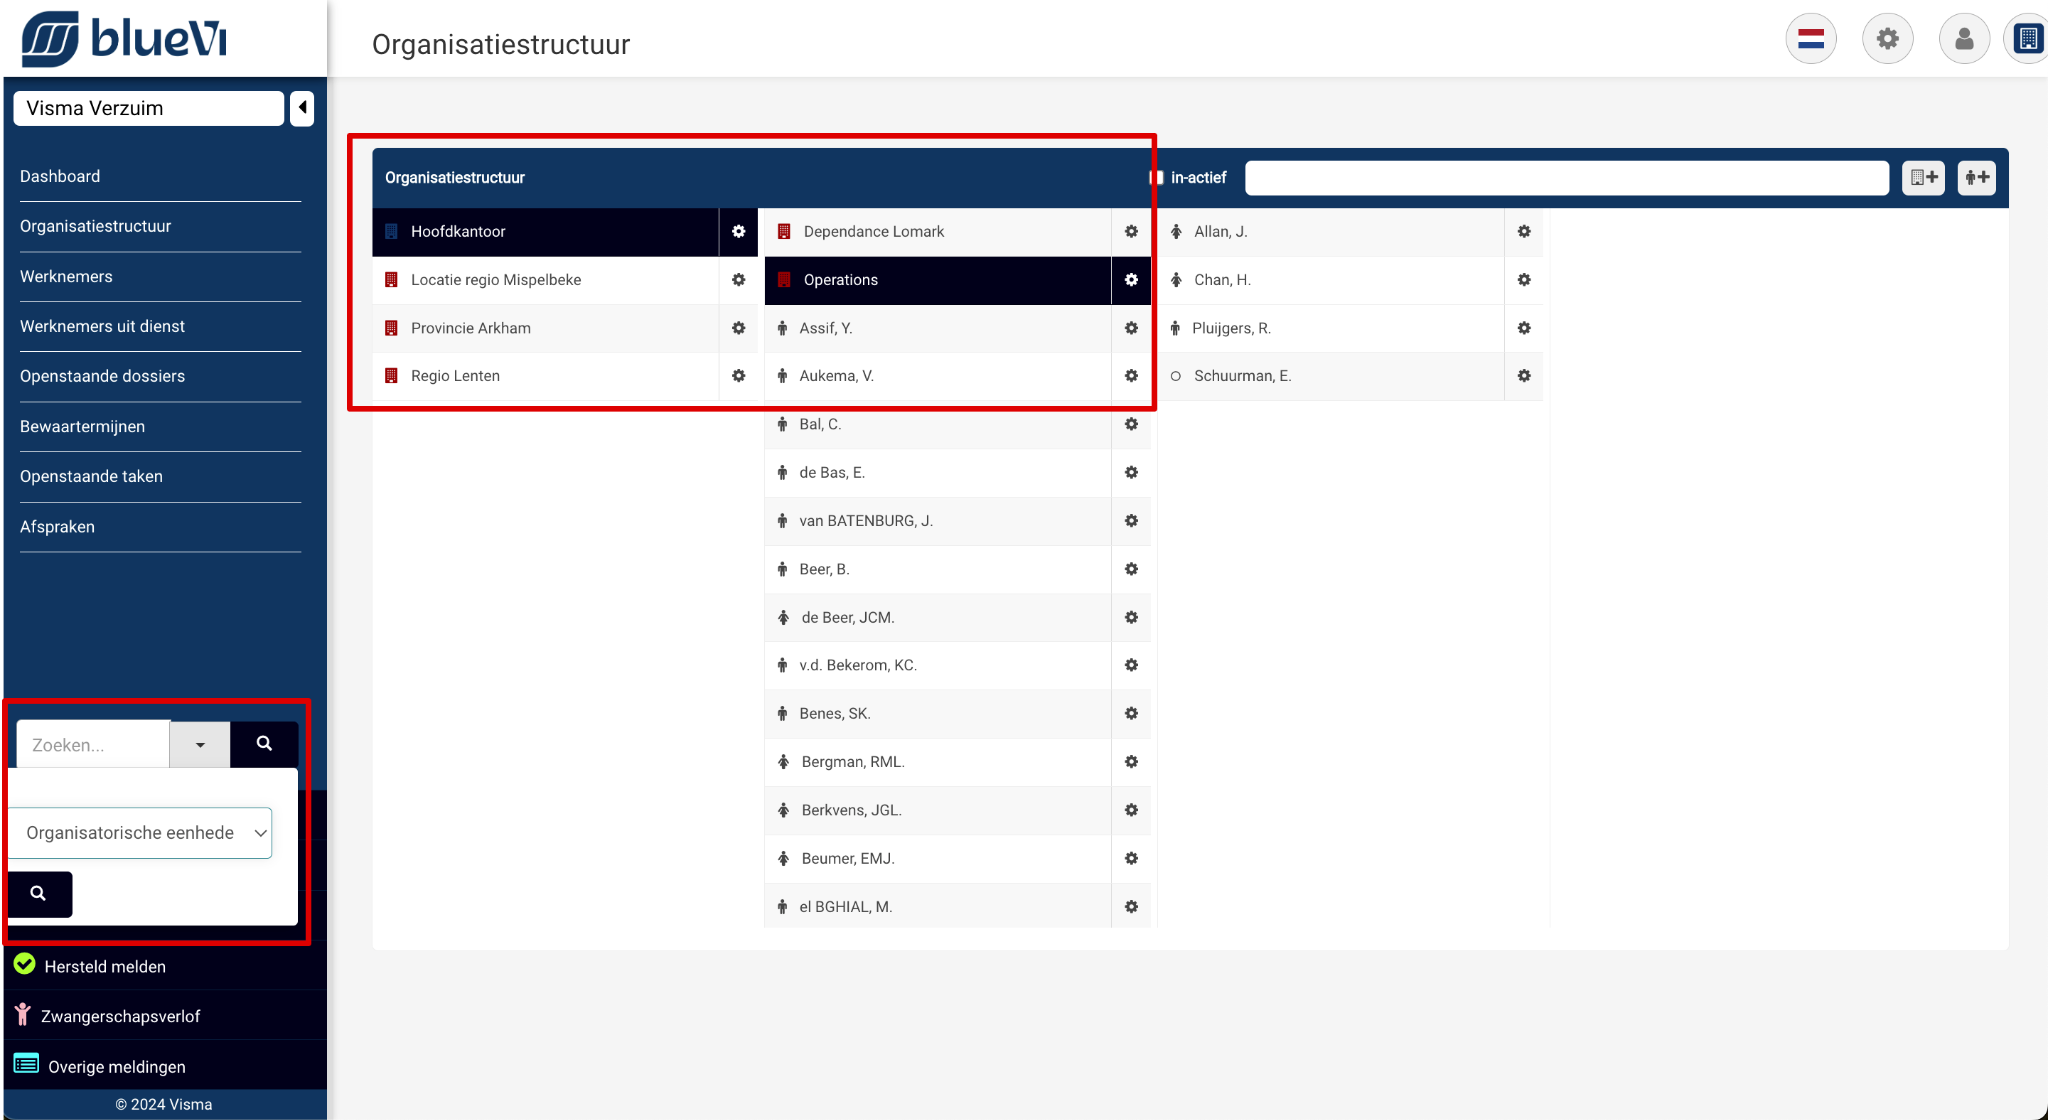 blueVi
Organisatiestructuur
Visma Verzuim
Dashboard
Organisatiestructuur
Werknemers
Werknemers uit dienst
Openstaande dossiers
Bewaartermijnen
Openstaande taken
Afspraken
Zoeken...
Organisatorische eenhede
Hersteld melden
Zwangerschapsverlof
Overige meldingen
© 2024 Visma
Organisatiestructuur
in-actief
Hoofdkantoor
Locatie regio Mispelbeke
Provincie Arkham
Regio Lenten
Dependance Lomark
Operations
Assif, Y.
Aukema, V.
Bal, C.
de Bas, E.
van BATENBURG, J.
Beer, B.
de Beer, JCM.
v.d. Bekerom, KC.
Benes, SK.
Bergman, RML.
Berkvens, JGL.
Beumer, EMJ.
el BGHIAL, M.
Allan, J.
Chan, H.
Pluijgers, R.
Schuurman, E.